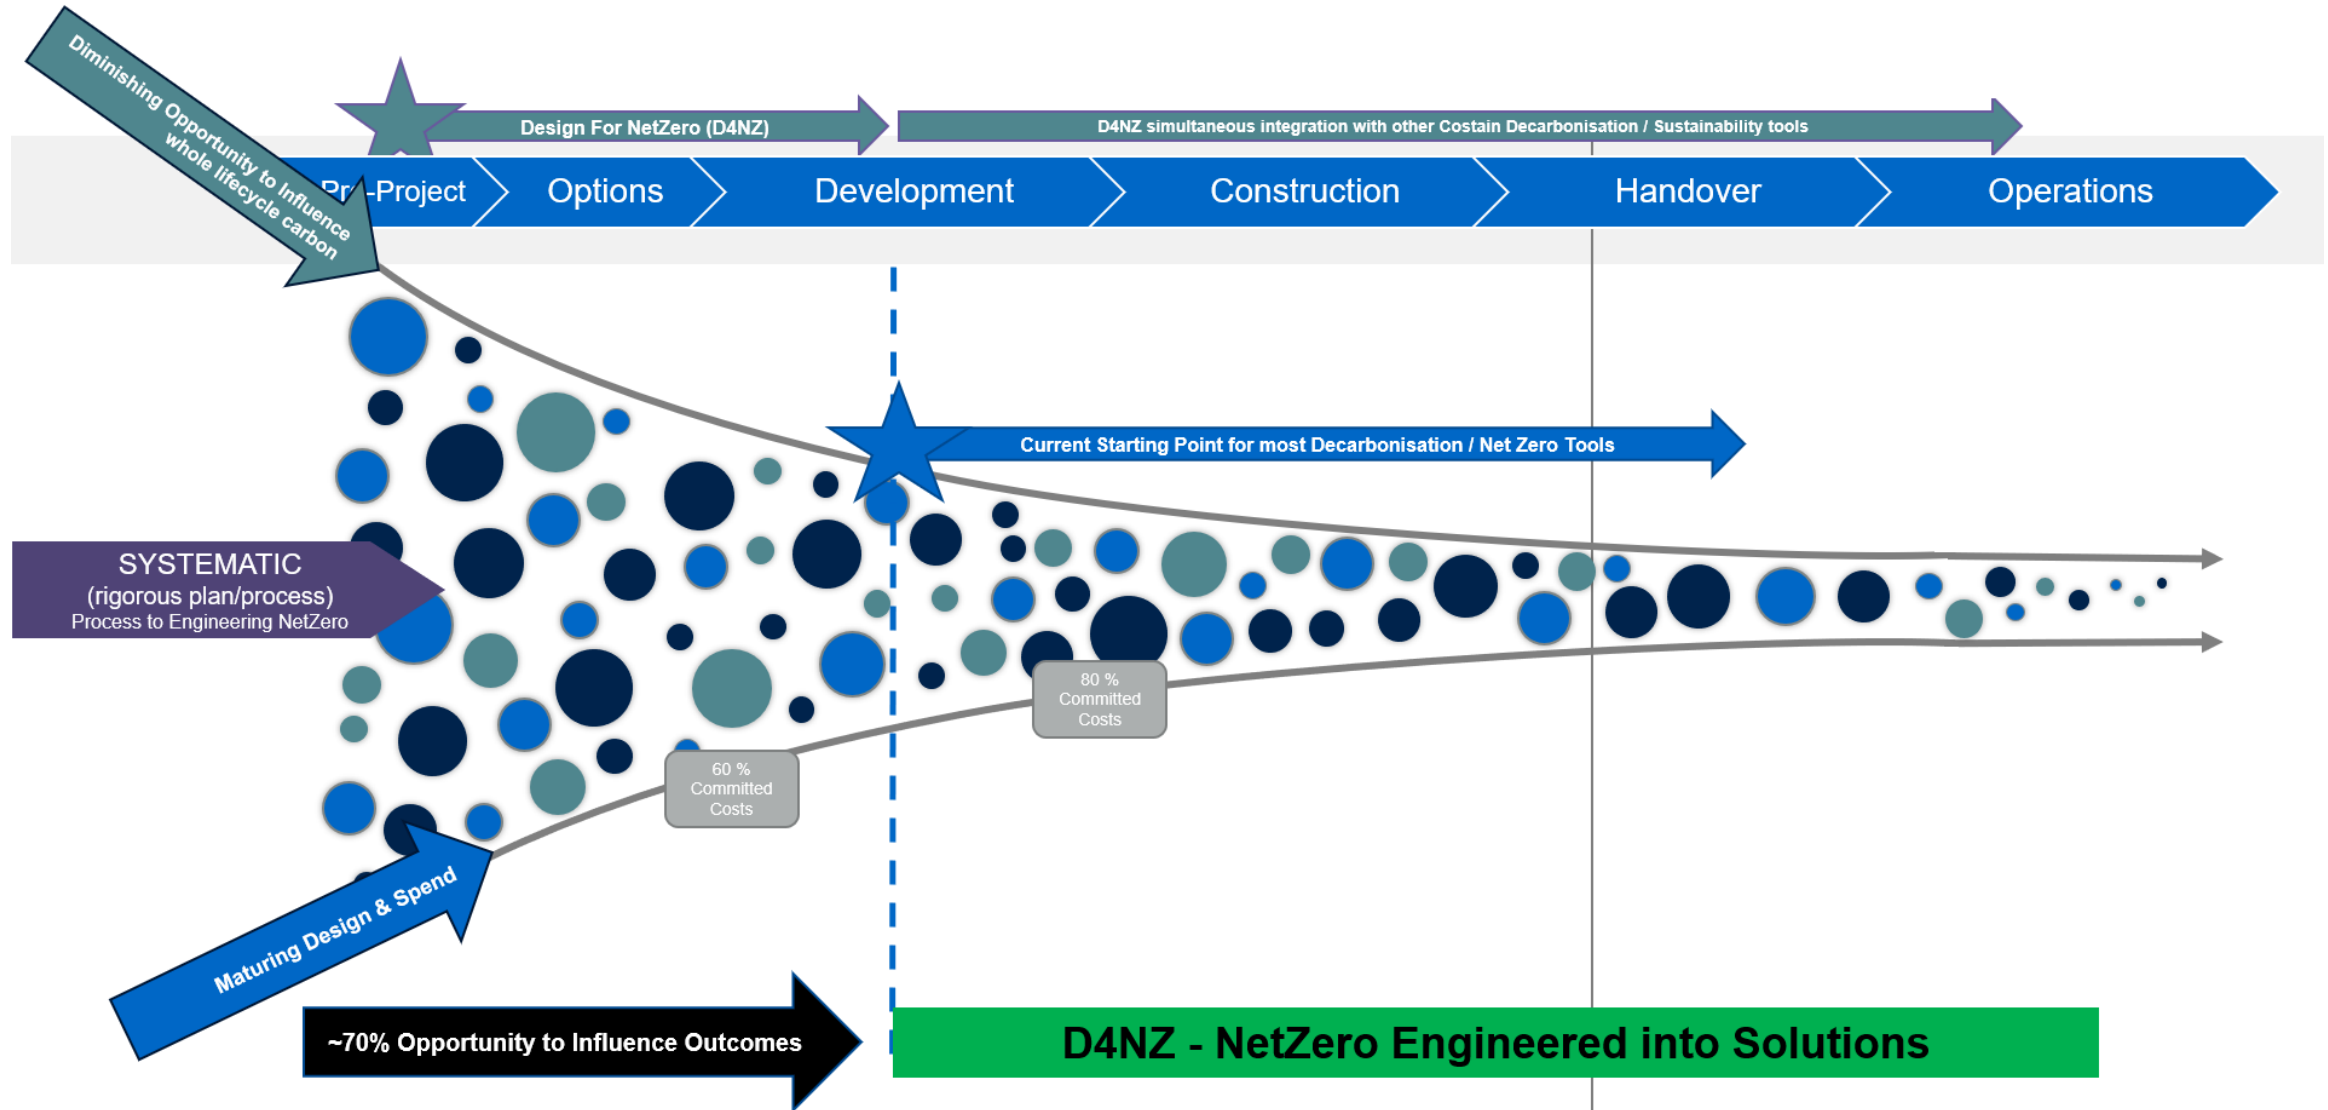 Diminishing Opportunity to Influence
whole lifecycle carbon
Design For NetZero (D4NZ)
D4NZ simultaneous integration with other Costain Decarbonisation / Sustainability tools
Pre-Project
Options
Development
Construction
Handover
Operations
Current Starting Point for most Decarbonisation / Net Zero Tools
SYSTEMATIC
(rigorous plan/process)
Process to Engineering NetZero
80 %
Committed
Costs
60 %
Committed
Costs
Maturing Design & Spend
~70% Opportunity to Influence Outcomes
D4NZ - NetZero Engineered into Solutions